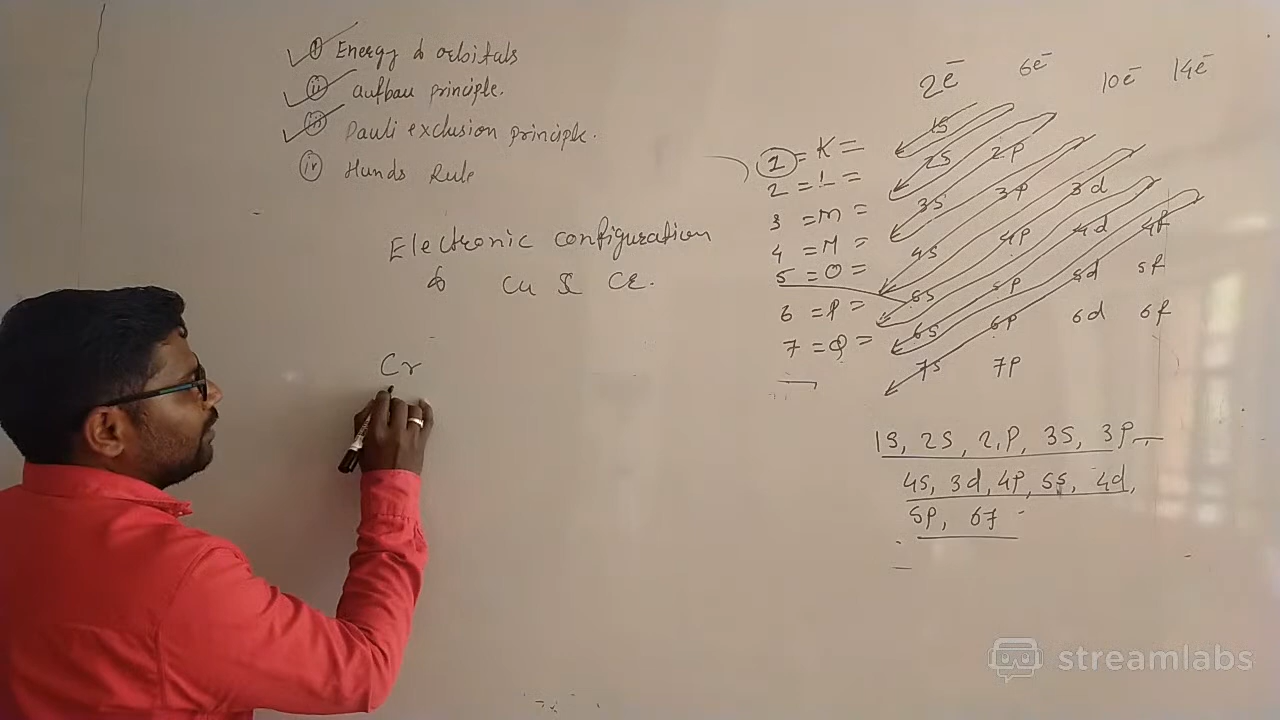 (i) Energy of orbitals
(ii) aufbau principle.
(iii) Pauli exclusion principle.
(iv) Hunds Rule
Electronic configuration
of Cu & Cr.
Cr
2e⁻ 6e⁻ 10e⁻ 14e⁻
1 = K = 1s
2 = L = 2s 2p
3 = M = 3s 3p 3d
4 = N = 4s 4p 4d 4f
5 = O = 5s 5p 5d 5f
6 = P = 6s 6p 6d 6f
7 = Q = 7s 7p
1s, 2s, 2p, 3s, 3p,
4s, 3d, 4p, 5s, 4d,
5p,
streamlabs